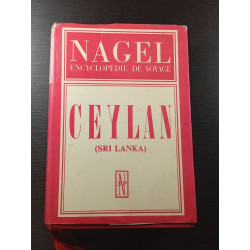 NAGEL
ENCYCLOPÉDIE DE VOYAGE
CEYLAN
(SRI LANKA)
N